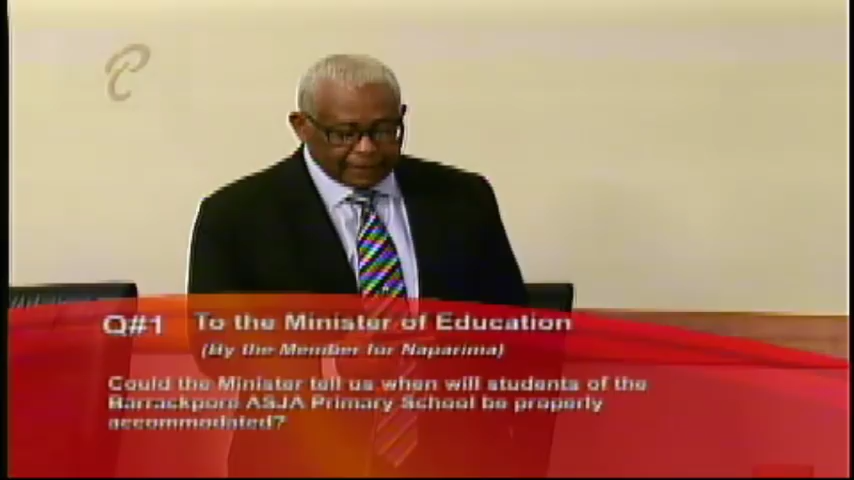 Q#1 To the Minister of Education
(By the Member for Naparima)
Could the Minister tell us when will students of the
Barrackpore ASJA Primary School be properly
accommodated?